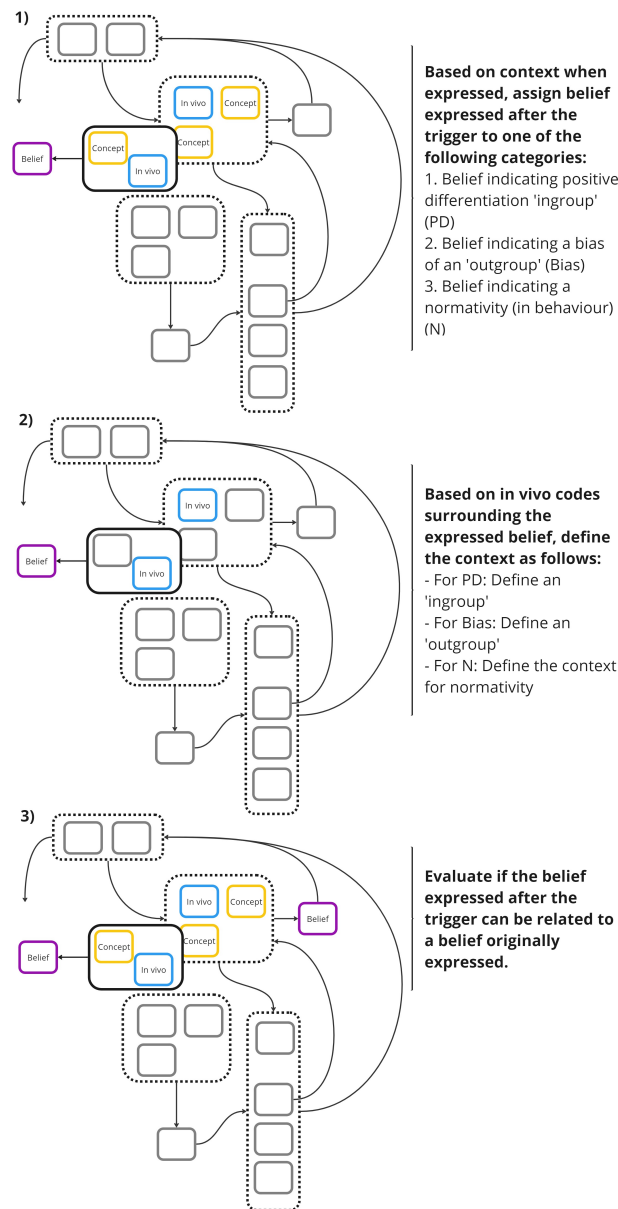 1)
In vivo
Concept
Concept
Concept
In vivo
Belief
Based on context when
expressed, assign belief
expressed after the
trigger to one of the
following categories:
1. Belief indicating positive
differentiation 'ingroup'
(PD)
2. Belief indicating a bias
of an 'outgroup' (Bias)
3. Belief indicating a
normativity (in behaviour)
(N)
2)
In vivo
In vivo
Belief
Based on in vivo codes
surrounding the
expressed belief, define
the context as follows:
- For PD: Define an
'ingroup'
- For Bias: Define an
'outgroup'
- For N: Define the context
for normativity
3)
In vivo
Concept
Belief
Concept
Concept
In vivo
Belief
Evaluate if the belief
expressed after the
trigger can be related to
a belief originally
expressed.